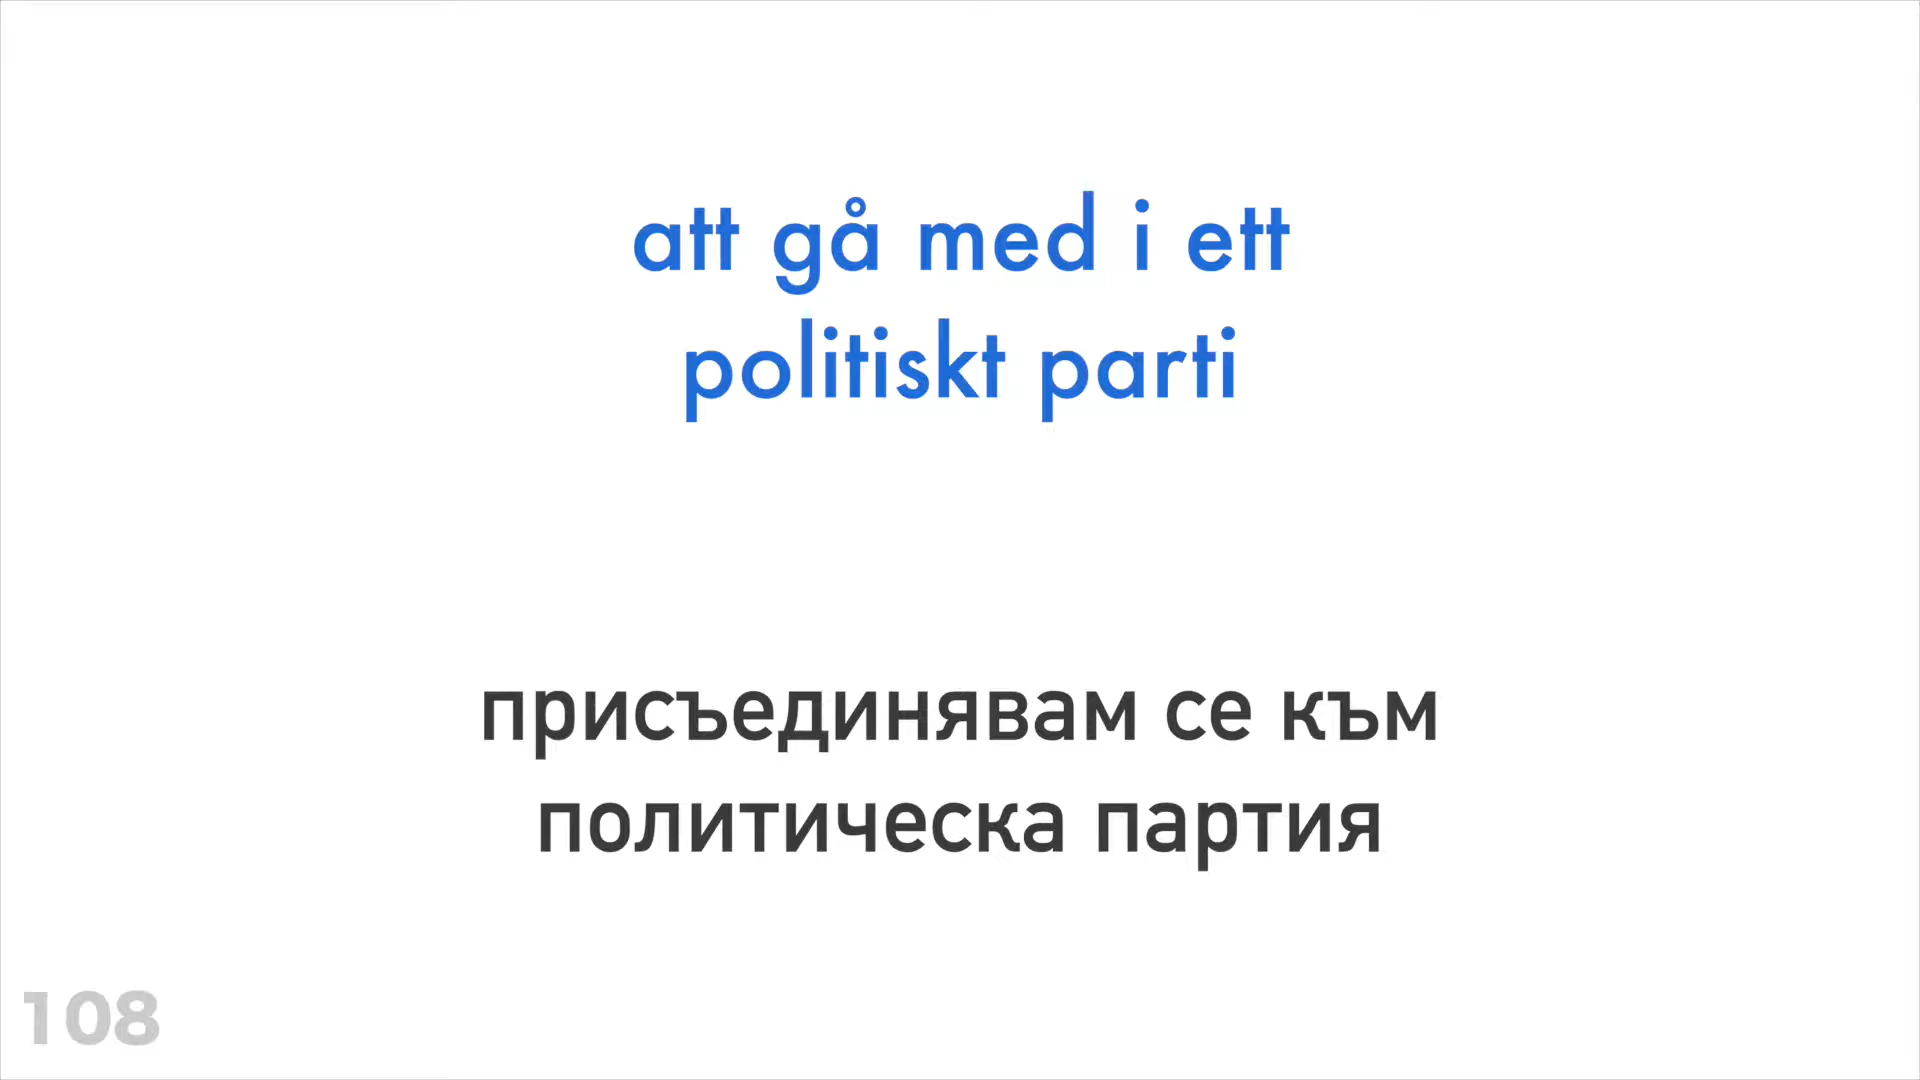 att gå med i ett
politiskt parti
присъединявам се към
политическа партия
108